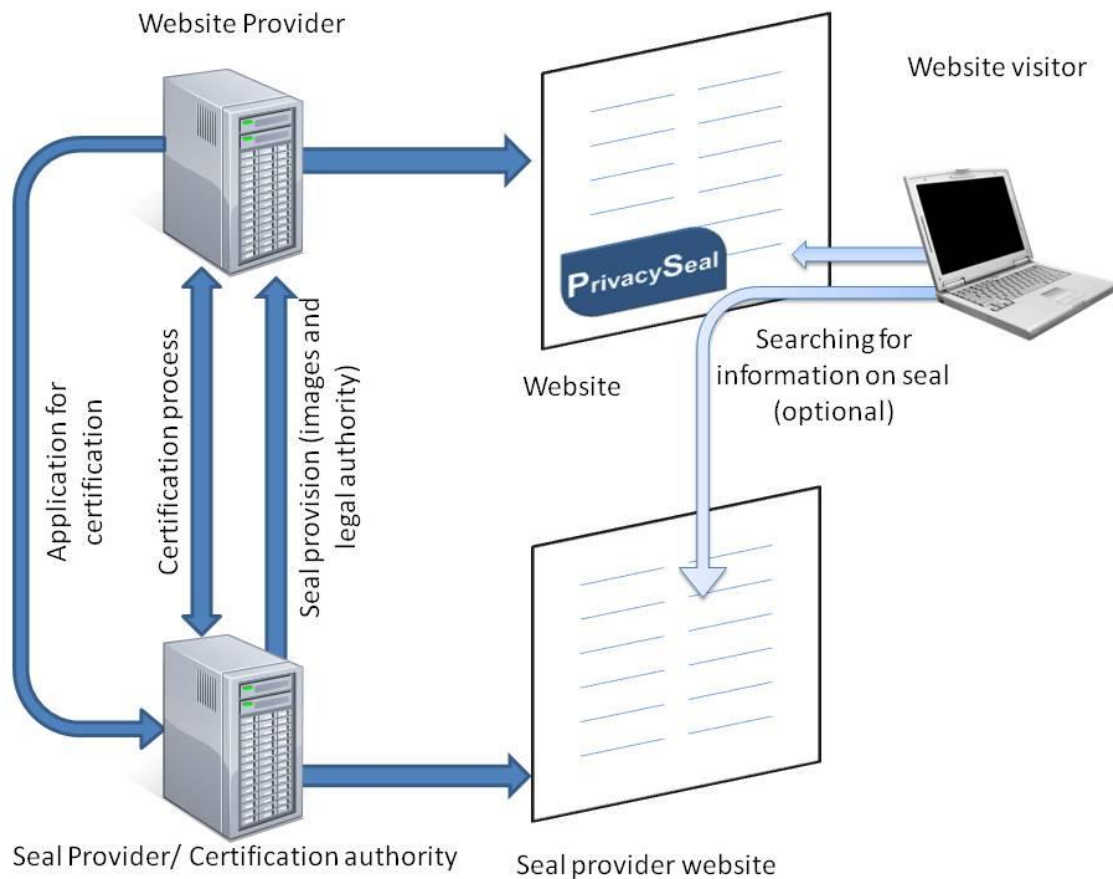 Website Provider
Website visitor
PrivacySeal
Searching for
information on seal
(optional)
Website
Application for
certification
Certification process
Seal provision (images and
legal authority)
Seal Provider/ Certification authority
Seal provider website